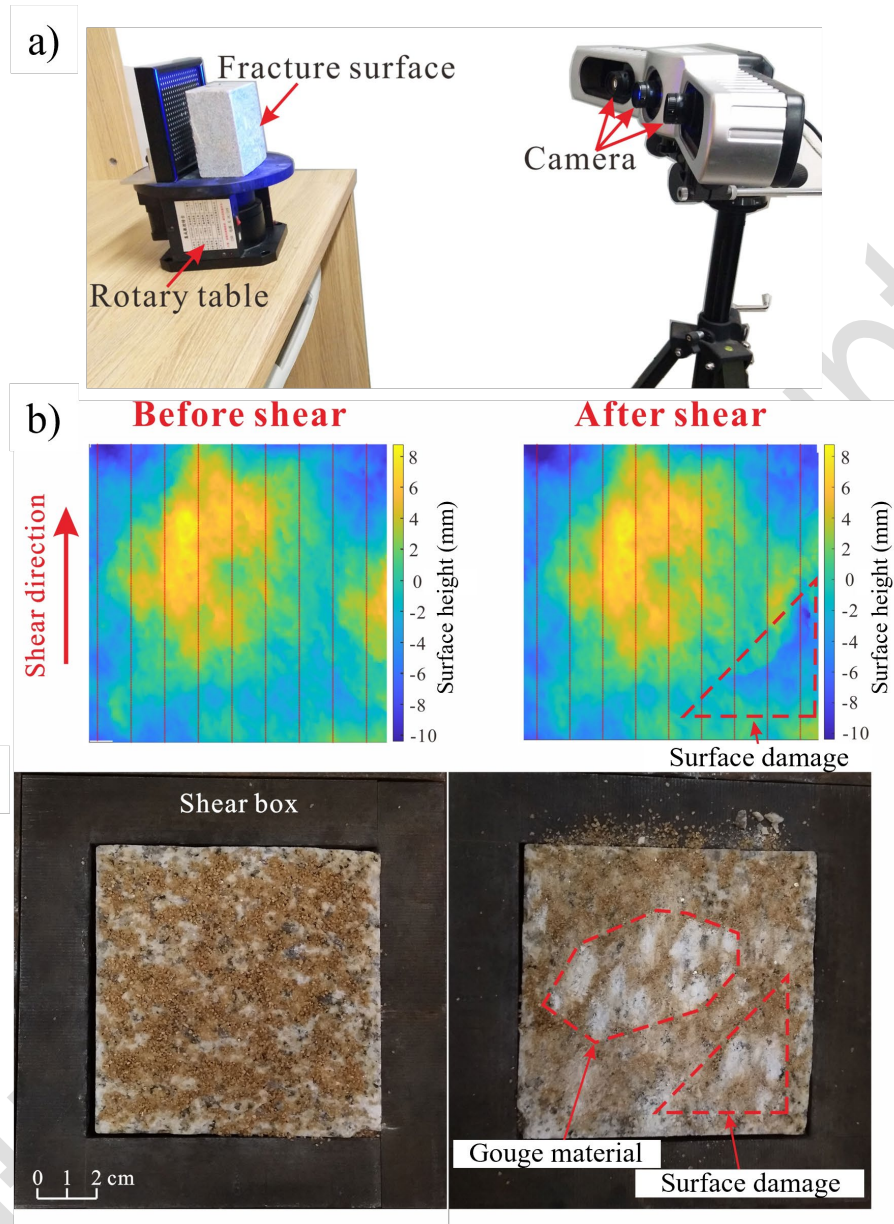 a)
Fracture surface
Camera
Rotary table
b)
Before shear
After shear
Shear direction
8
6
4
2
0
-2
-4
-6
-8
-10
Surface height (mm)
8
6
4
2
0
-2
-4
-6
-8
-10
Surface height (mm)
Surface damage
Shear box
Gouge material
Surface damage
0 1 2 cm